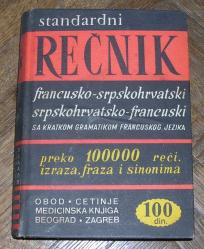 standardni
REČNIK
francusko-srpskohrvatski
srpskohrvatsko-francuski
SA KRATKOM GRAMATIKOM FRANCUSKOG JEZIKA
preko 100000 reči,
izraza, fraza i sinonima
OBOD • CETINJE
MEDICINSKA KNJIGA
BEOGRAD - ZAGREB
100
din.